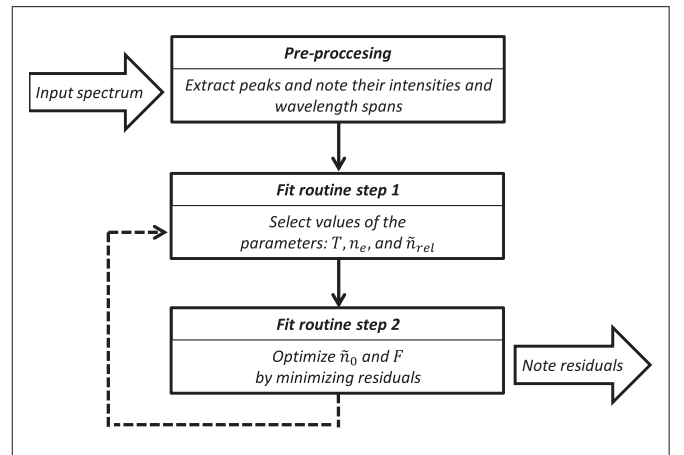 Pre-proccesing
Input spectrum
Extract peaks and note their intensities and
wavelength spans
Fit routine step 1
Select values of the
parameters: T, nₑ, and ñ_rel
Fit routine step 2
Optimize ñ₀ and F
by minimizing residuals
Note residuals